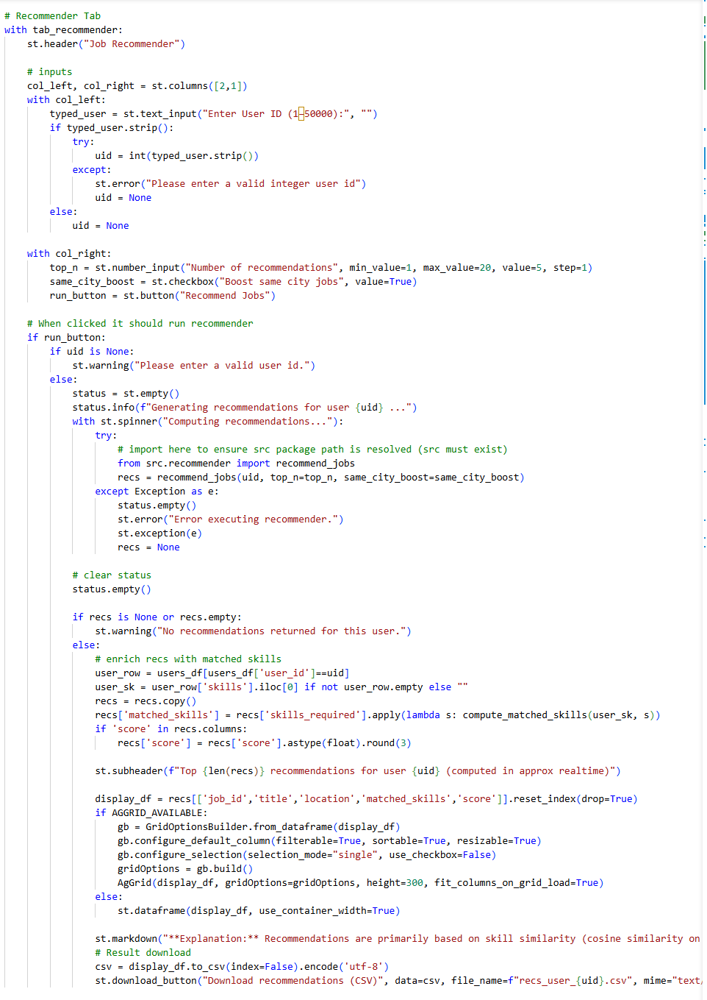 # Recommender Tab
with tab_recommender:
    st.header("Job Recommender")

    # inputs
    col_left, col_right = st.columns([2,1])
    with col_left:
        typed_user = st.text_input("Enter User ID (1–50000):", "")
        if typed_user.strip():
            try:
                uid = int(typed_user.strip())
            except:
                st.error("Please enter a valid integer user id")
                uid = None
        else:
            uid = None

    with col_right:
        top_n = st.number_input("Number of recommendations", min_value=1, max_value=20, value=5, step=1)
        same_city_boost = st.checkbox("Boost same city jobs", value=True)
        run_button = st.button("Recommend Jobs")

    # When clicked it should run recommender
    if run_button:
        if uid is None:
            st.warning("Please enter a valid user id.")
        else:
            status = st.empty()
            status.info(f"Generating recommendations for user {uid} ...")
            with st.spinner("Computing recommendations..."):
                try:
                    # import here to ensure src package path is resolved (src must exist)
                    from src.recommender import recommend_jobs
                    recs = recommend_jobs(uid, top_n=top_n, same_city_boost=same_city_boost)
                except Exception as e:
                    status.empty()
                    st.error("Error executing recommender.")
                    st.exception(e)
                    recs = None

            # clear status
            status.empty()

            if recs is None or recs.empty:
                st.warning("No recommendations returned for this user.")
            else:
                # enrich recs with matched skills
                user_row = users_df[users_df['user_id']==uid]
                user_sk = user_row['skills'].iloc[0] if not user_row.empty else ""
                recs = recs.copy()
                recs['matched_skills'] = recs['skills_required'].apply(lambda s: compute_matched_skills(user_sk, s))
                if 'score' in recs.columns:
                    recs['score'] = recs['score'].astype(float).round(3)

                st.subheader(f"Top {len(recs)} recommendations for user {uid} (computed in approx realtime)")

                display_df = recs[['job_id','title','location','matched_skills','score']].reset_index(drop=True)
                if AGGRID_AVAILABLE:
                    gb = GridOptionsBuilder.from_dataframe(display_df)
                    gb.configure_default_column(filterable=True, sortable=True, resizable=True)
                    gb.configure_selection(selection_mode="single", use_checkbox=False)
                    gridOptions = gb.build()
                    AgGrid(display_df, gridOptions=gridOptions, height=300, fit_columns_on_grid_load=True)
                else:
                    st.dataframe(display_df, use_container_width=True)

                st.markdown("**Explanation:** Recommendations are primarily based on skill similarity (cosine similarity on
                # Result download
                csv = display_df.to_csv(index=False).encode('utf-8')
                st.download_button("Download recommendations (CSV)", data=csv, file_name=f"recs_user_{uid}.csv", mime="text/